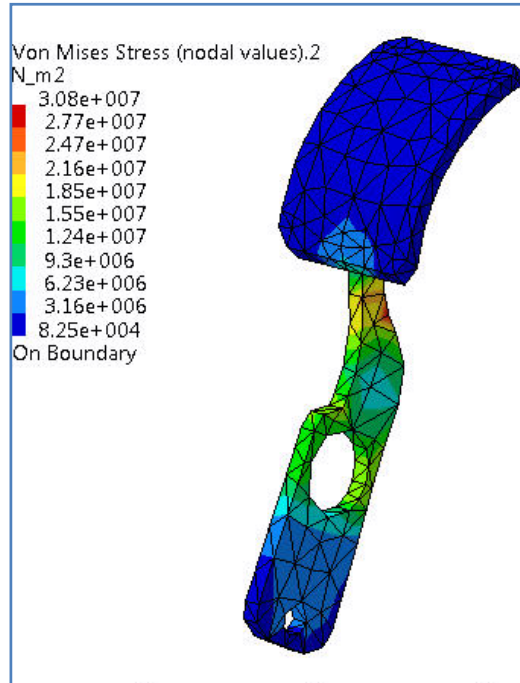 Von Mises Stress (nodal values).2
N_m2
3.08e+007
2.77e+007
2.47e+007
2.16e+007
1.85e+007
1.55e+007
1.24e+007
9.3e+006
6.23e+006
3.16e+006
8.25e+004
On Boundary